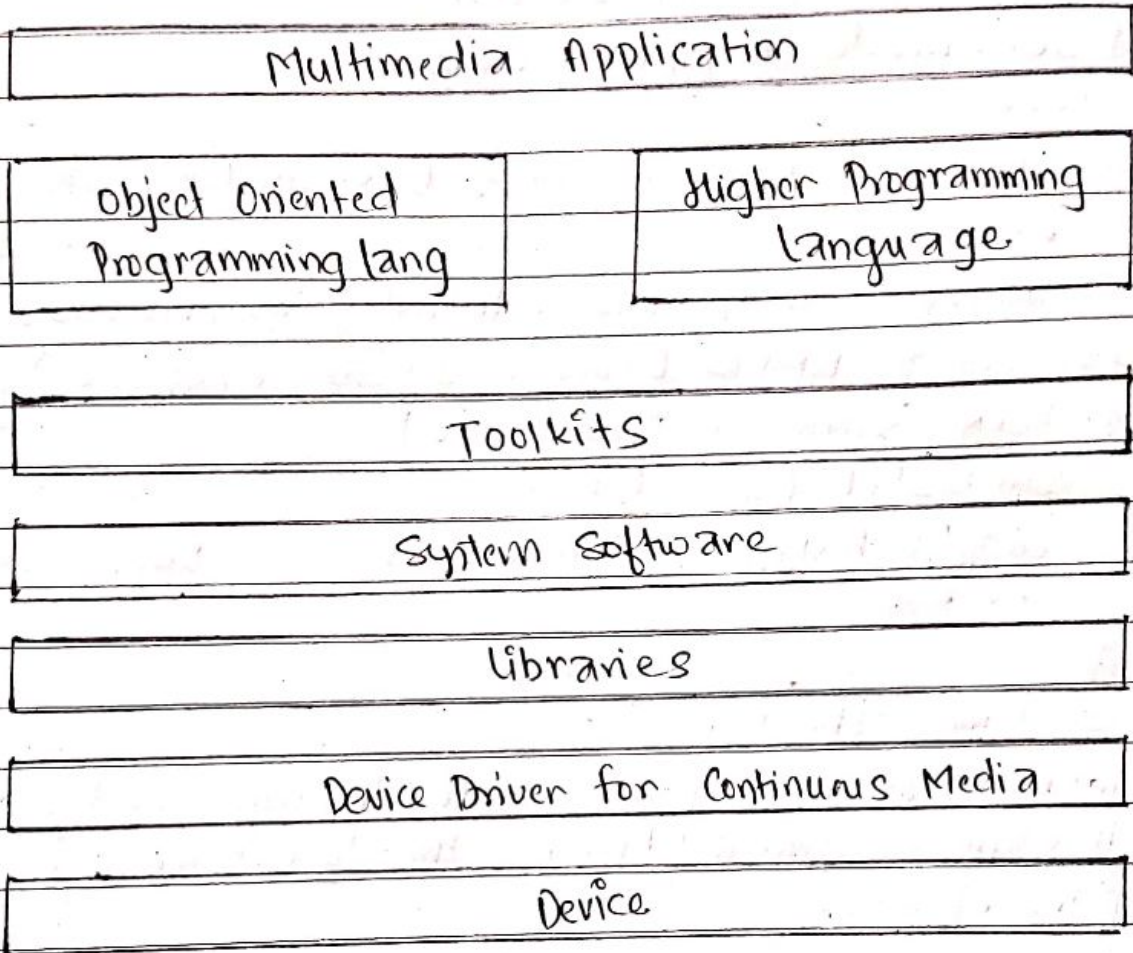 Multimedia Application
Object Oriented
Programming lang
Higher Programming
language
Toolkits
System Software
Libraries
Device Driver for Continuous Media
Device